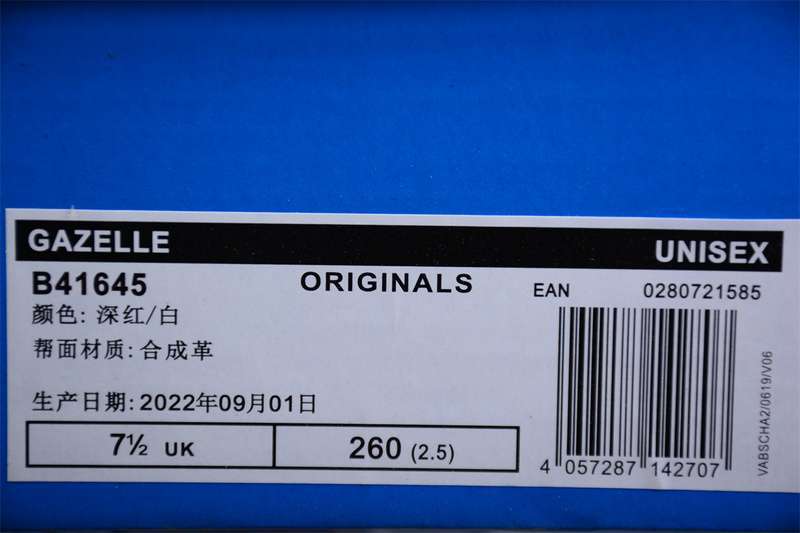 GAZELLE UNISEX
B41645 ORIGINALS EAN 0280721585
颜色: 深红/白
帮面材质: 合成革
生产日期: 2022年09月01日
7½ UK 260 (2.5)
4 057287 142707
VABSCHA2/0619/V06